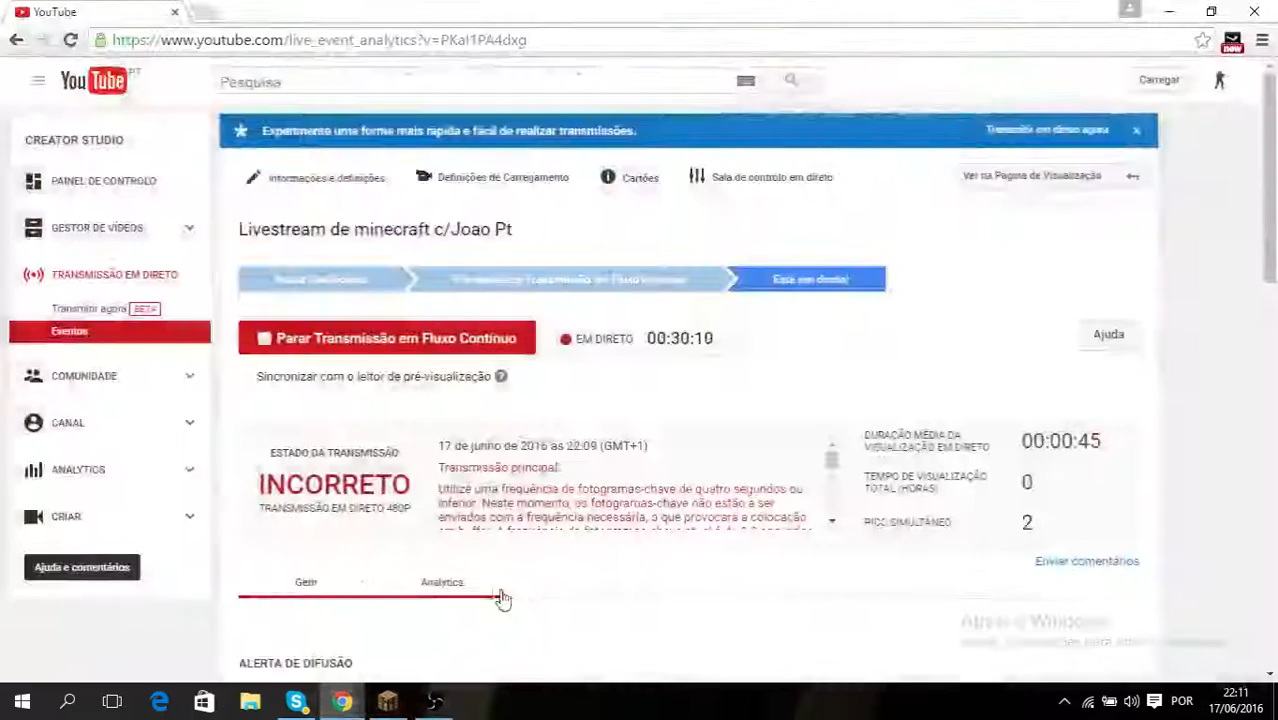 YouTube
https://www.youtube.com/live_event_analytics?v=PKaI1PA4dxg
new
YouTube PT
Pesquisa
Carregar
CREATOR STUDIO
Experimente uma forma mais rápida e fácil de realizar transmissões.
Transmitir em direto agora
PAINEL DE CONTROLO
Informações e definições
Definições de Carregamento
Cartões
Sala de controlo em direto
Ver na Página de Visualização
GESTOR DE VÍDEOS
Livestream de minecraft c/Joao Pt
TRANSMISSÃO EM DIRETO
Transmitir agora BETA
Eventos
Parar Transmissão em Fluxo Contínuo
EM DIRETO 00:30:10
Ajuda
Sincronizar com o leitor de pré-visualização ?
COMUNIDADE
CANAL
ANALYTICS
CRIAR
Ajuda e comentários
ESTADO DA TRANSMISSÃO
INCORRETO
TRANSMISSÃO EM DIRETO 480P
17 de junho de 2016 às 22:09 (GMT+1)
Transmissão principal:
Utilize uma frequência de fotogramas-chave de quatro segundos ou
inferior. Neste momento, os fotogramas-chave não estão a ser
enviados com a frequência necessária, o que provocará a colocação
DURAÇÃO MÉDIA DA
VISUALIZAÇÃO EM DIRETO
00:00:45
TEMPO DE VISUALIZAÇÃO
TOTAL (HORAS)
0
PICO SIMULTÂNEO
2
Enviar comentários
Geral
Analytics
ALERTA DE DIFUSÃO
Ativar o Windows
POR
22:11
17/06/2016